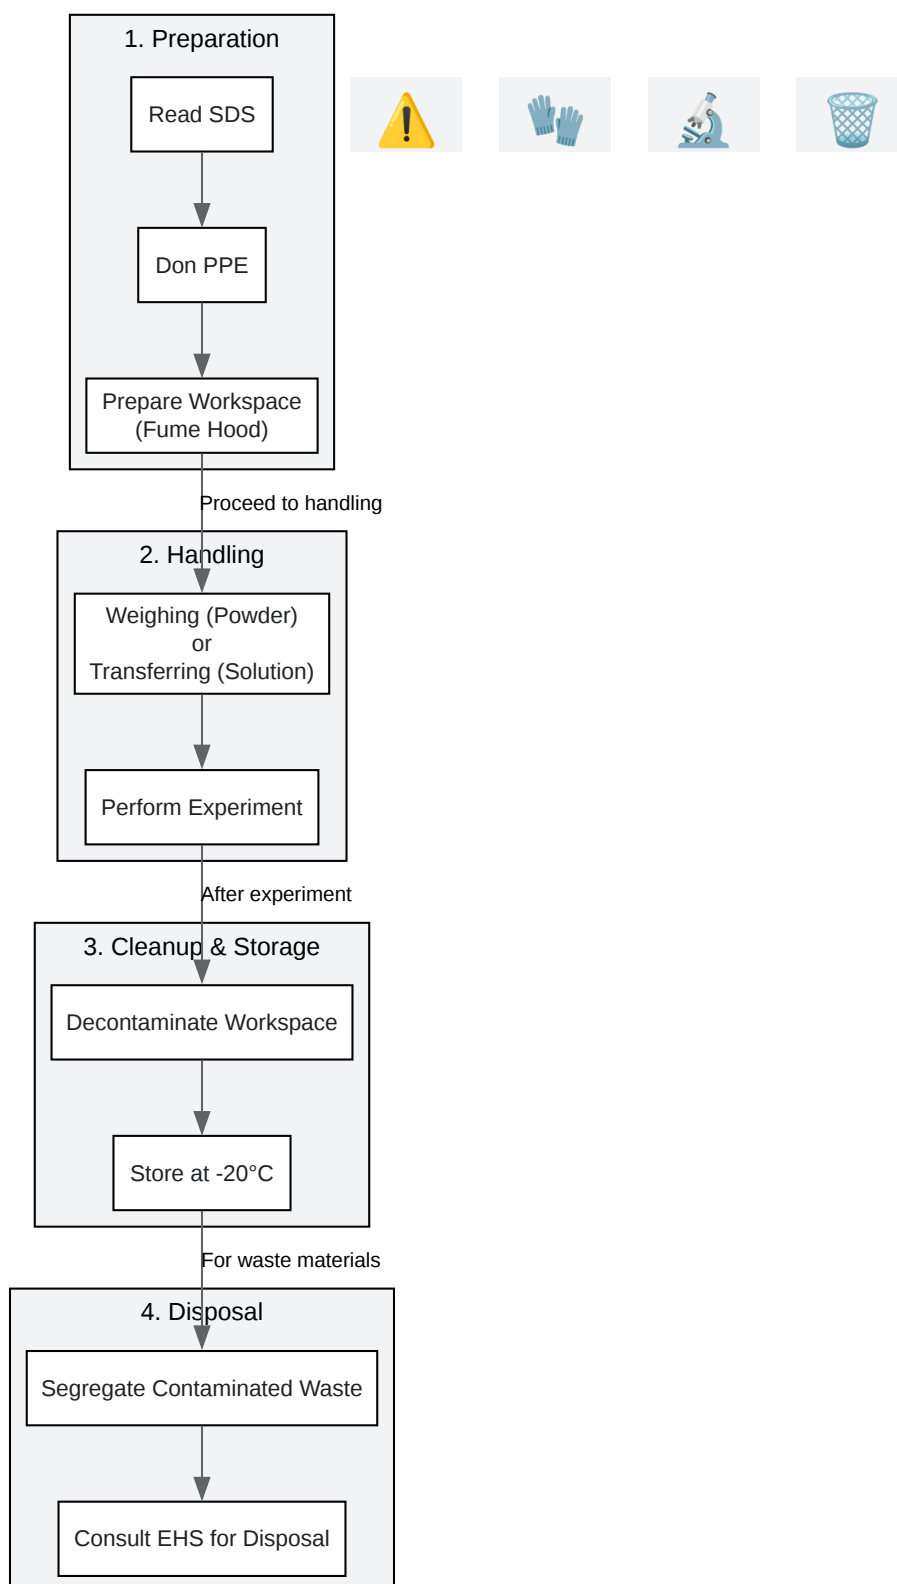 1. Preparation
Read SDS
Don PPE
Prepare Workspace
(Fume Hood)
Proceed to handling
2. Handling
Weighing (Powder)
or
Transferring (Solution)
Perform Experiment
After experiment
3. Cleanup & Storage
Decontaminate Workspace
Store at -20°C
For waste materials
4. Disposal
Segregate Contaminated Waste
Consult EHS for Disposal